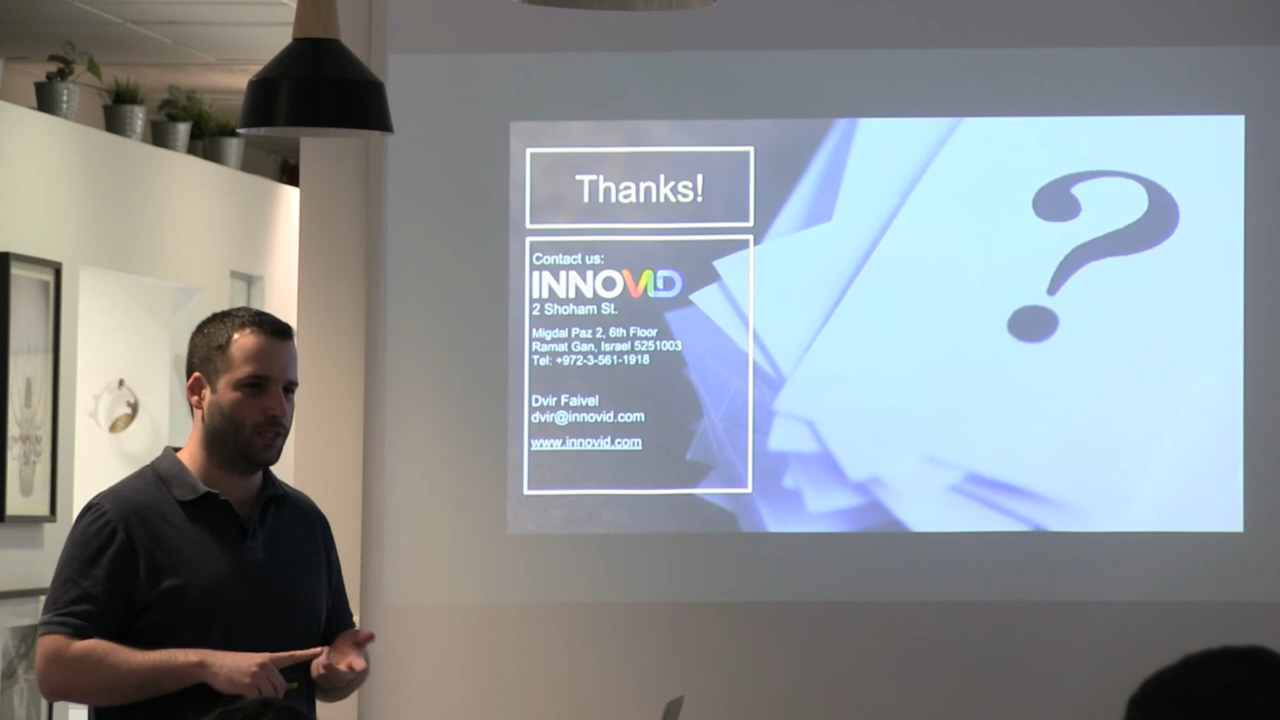 Thanks!
Contact us:
INNOVID
2 Shoham St.
Migdal Paz 2, 6th Floor
Ramat Gan, Israel 5251003
Tel: +972-3-561-1918
Dvir Faivel
dvir@innovid.com
www.innovid.com
?